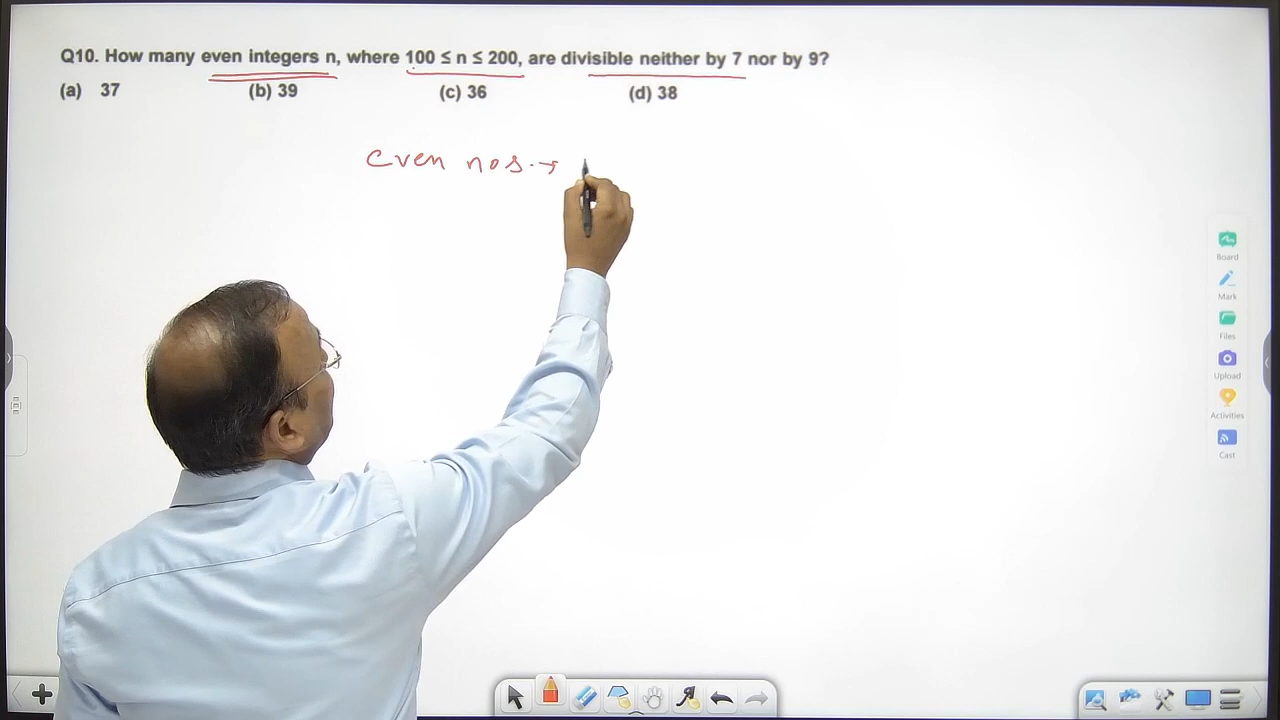 Q10. How many even integers n, where 100 ≤ n ≤ 200, are divisible neither by 7 nor by 9?
(a) 37 (b) 39 (c) 36 (d) 38
even nos. →
Board
Mark
Files
Upload
Activities
Cast